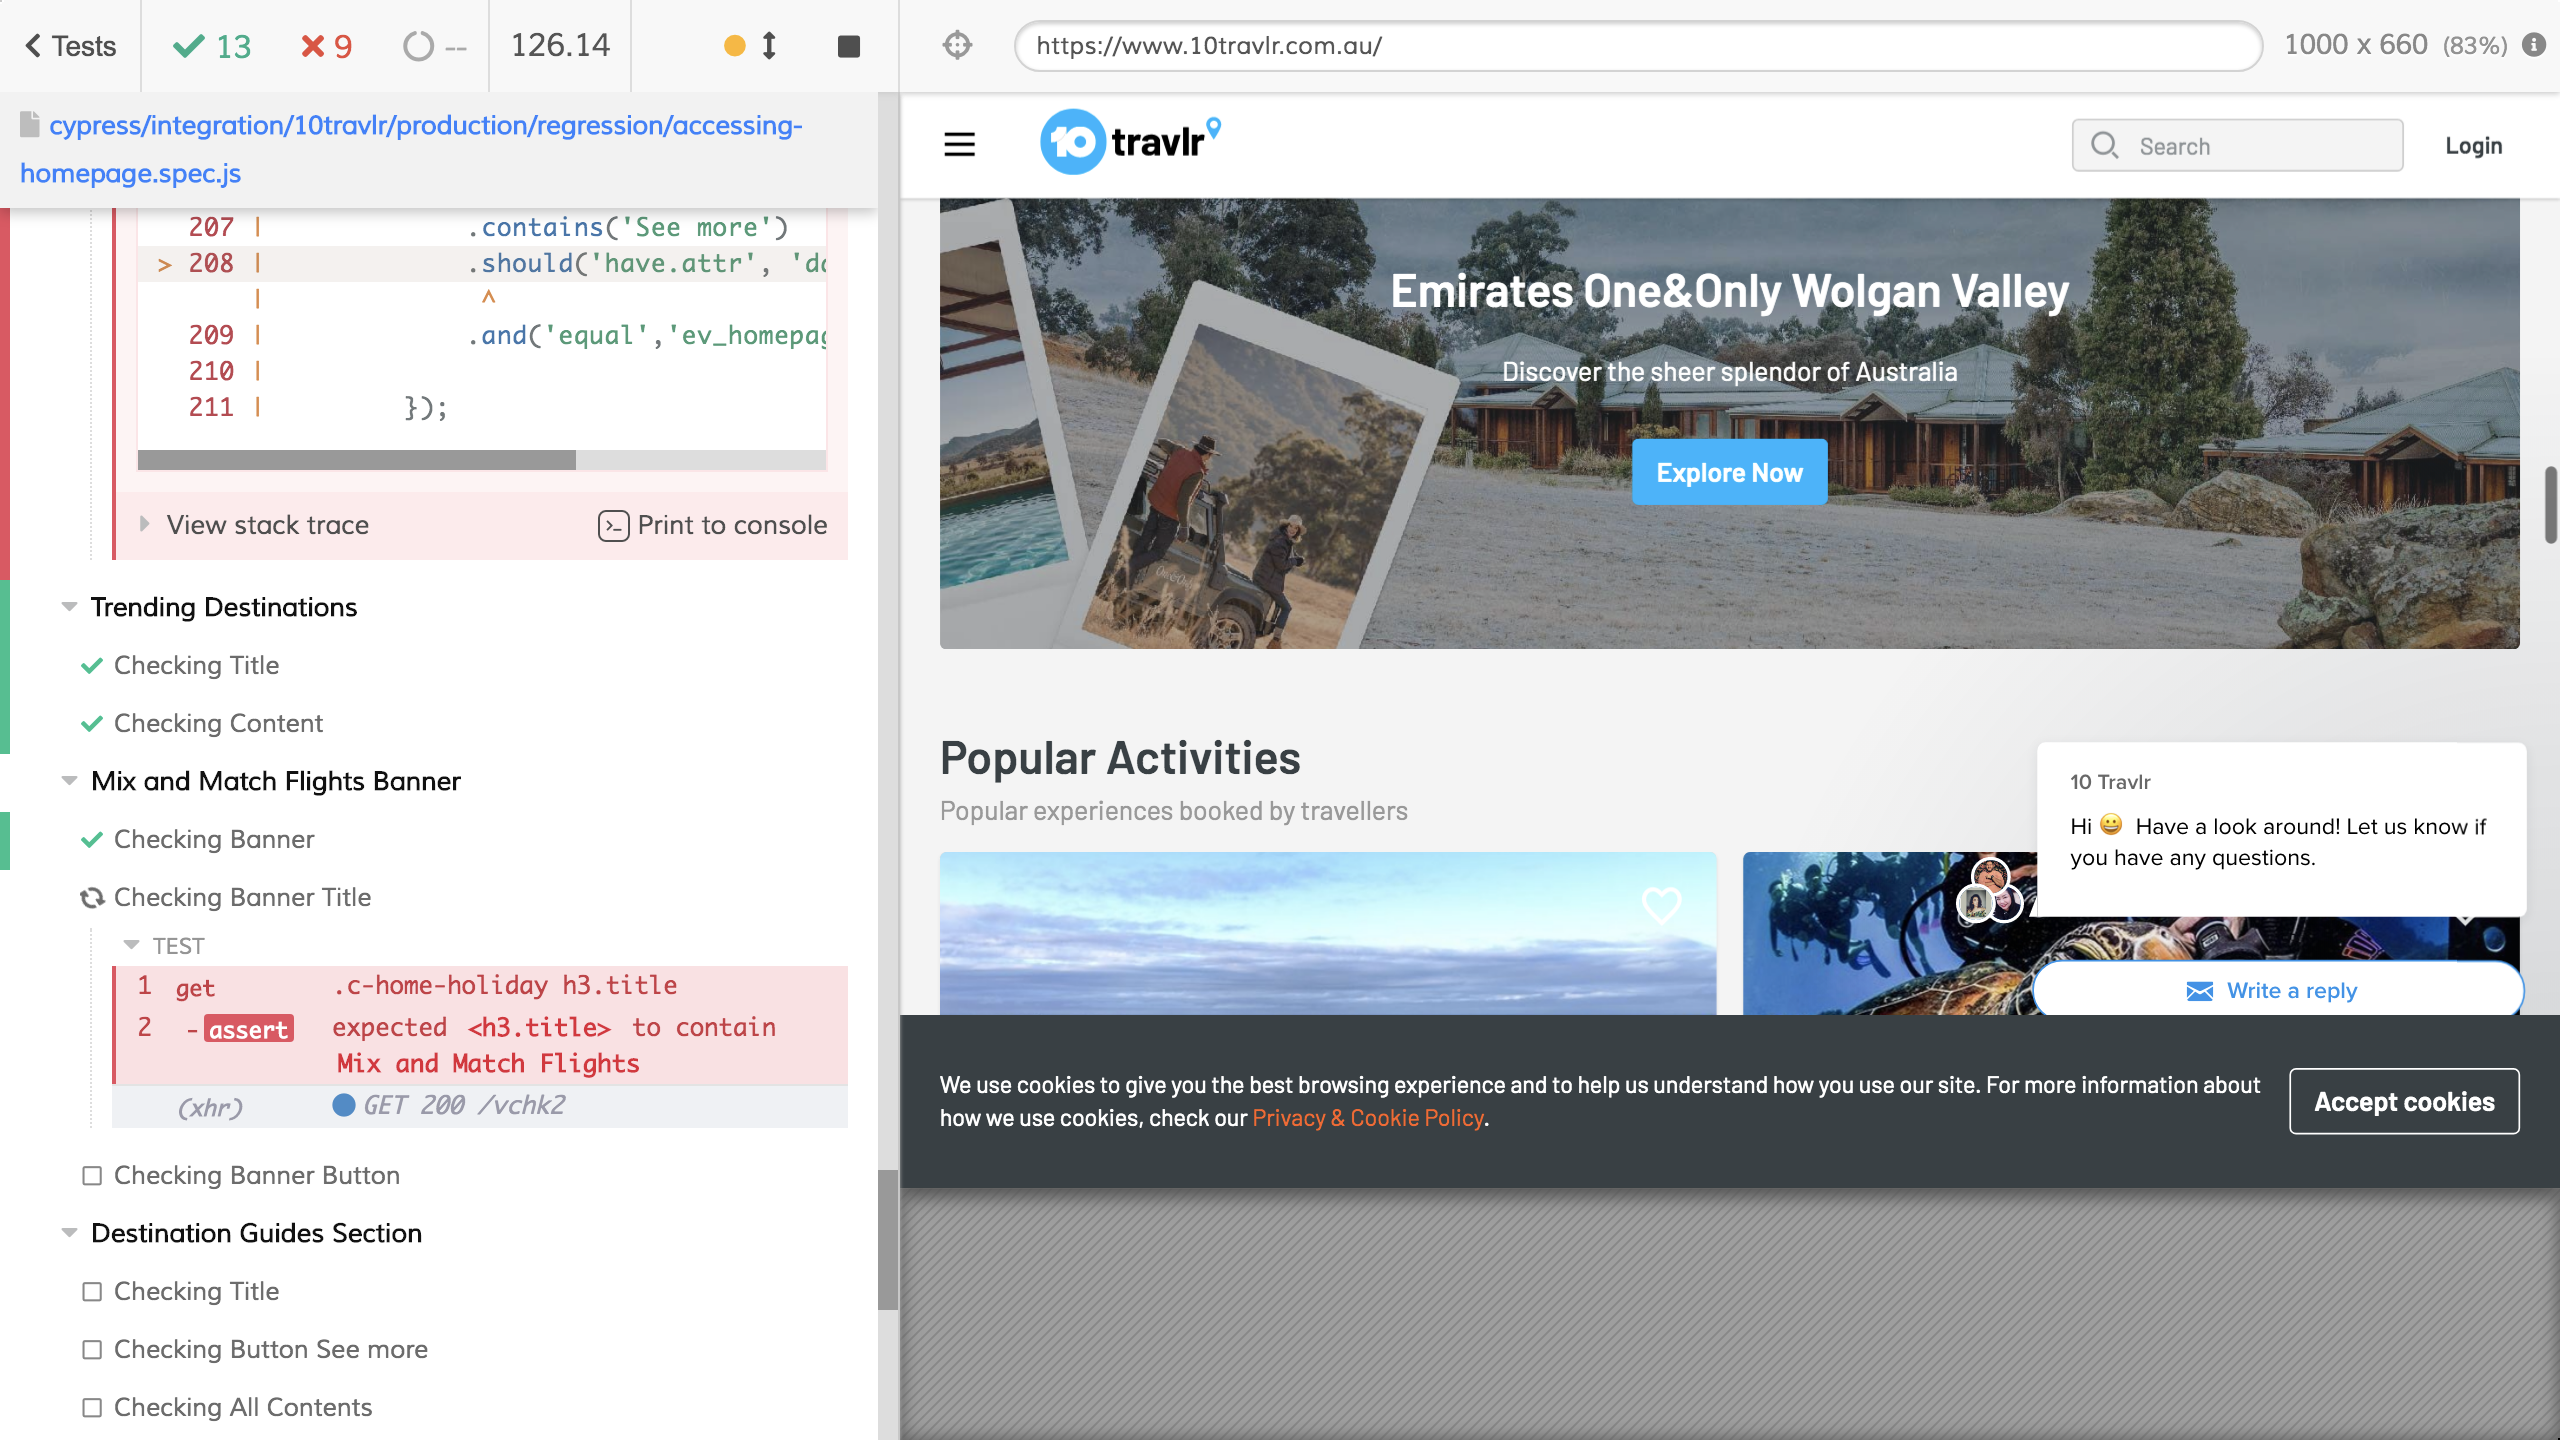 Tests
13
9
--
126.14
https://www.10travlr.com.au/
1000 x 660 (83%)
cypress/integration/10travlr/production/regression/accessing-
homepage.spec.js
207 | .contains('See more')
> 208 | .should('have.attr', 'da
| ^
209 | .and('equal','ev_homepag
210 |
211 | });
View stack trace
Print to console
Trending Destinations
Checking Title
Checking Content
Mix and Match Flights Banner
Checking Banner
Checking Banner Title
TEST
1 get .c-home-holiday h3.title
2 -assert expected <h3.title> to contain
Mix and Match Flights
(xhr) GET 200 /vchk2
Checking Banner Button
Destination Guides Section
Checking Title
Checking Button See more
Checking All Contents
10 travlr
Search
Login
Emirates One&Only Wolgan Valley
Discover the sheer splendor of Australia
Explore Now
Popular Activities
Popular experiences booked by travellers
10 Travlr
Hi 😀 Have a look around! Let us know if
you have any questions.
Write a reply
We use cookies to give you the best browsing experience and to help us understand how you use our site. For more information about
how we use cookies, check our Privacy & Cookie Policy.
Accept cookies